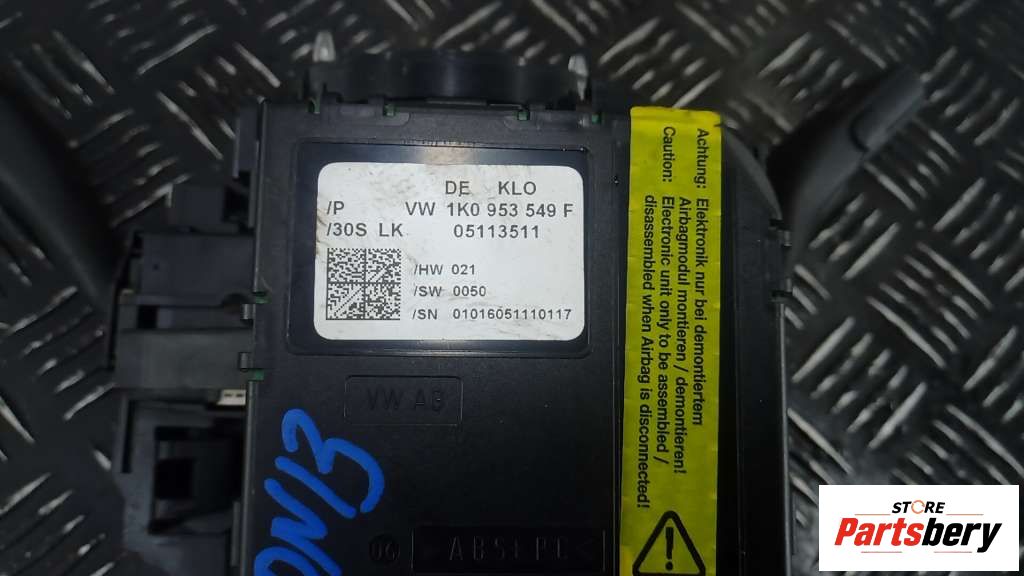 DE KLO
/P VW 1K0 953 549 F
/30S LK 05113511
/HW 021
/SW 0050
/SN 01016051110117
VW AG
Achtung: Elektronik nur bei demontiertem
Airbagmodul montieren / demontieren!
Caution: Electronic unit only to be assembled /
disassembled when Airbag is disconnected!
STORE
Partsbery